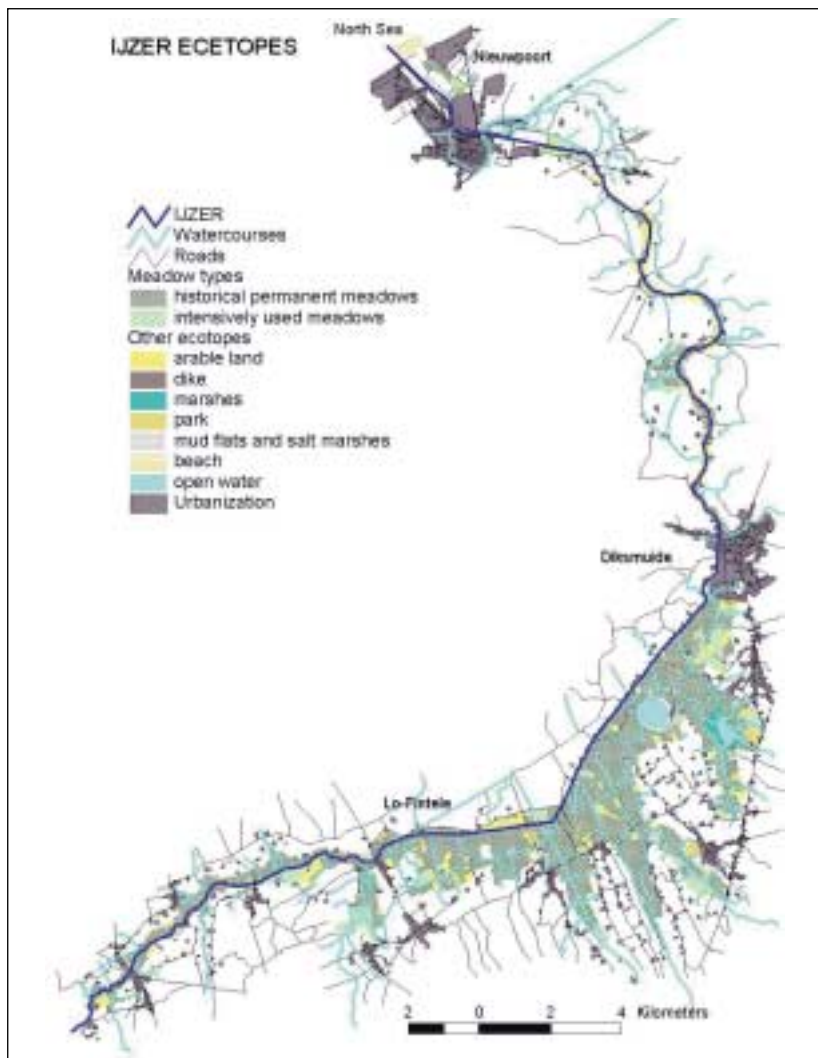 IJZER ECETOPES
North Sea
Nieuwpoort
IJZER
Watercourses
Roads
Meadow types
historical permanent meadows
intensively used meadows
Other ecotopes
arable land
dike
marshes
park
mud flats and salt marshes
beach
open water
Urbanization
Diksmuide
Lo-Fintele
2 0 2 4 Kilometers